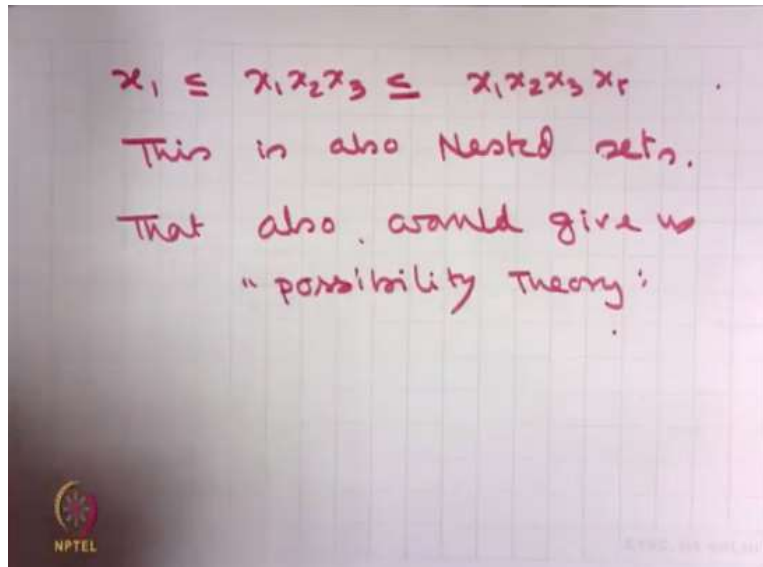 x₁ ≤ x₁x₂x₃ ≤ x₁x₂x₃x₅
This is also Nested sets.
That also would give us
"possibility Theory"
NPTEL